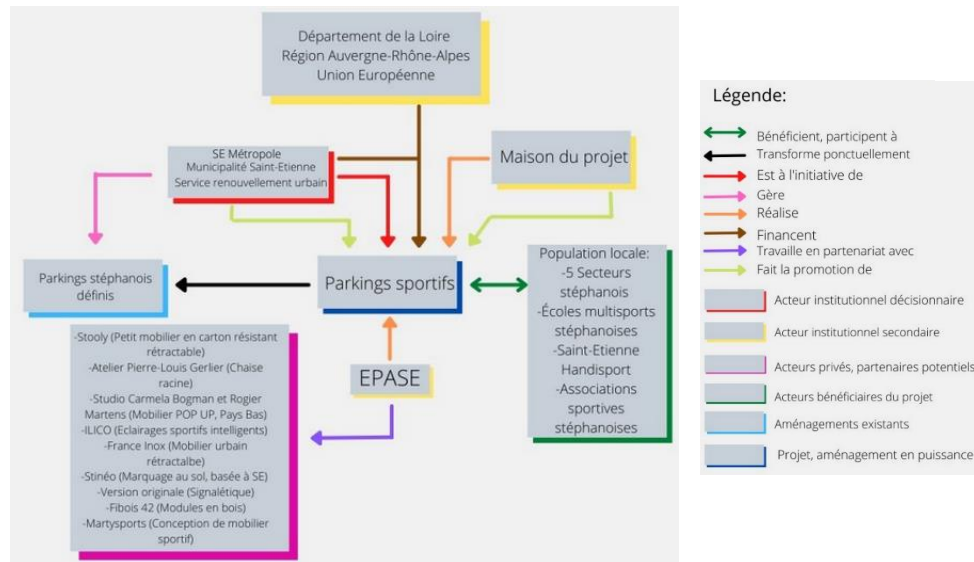 Département de la Loire
Région Auvergne-Rhône-Alpes
Union Européenne
SE Métropole
Municipalité Saint-Etienne
Service renouvellement urbain
Maison du projet
Parkings stéphanois
définis
Parkings sportifs
Population locale:
-5 Secteurs
stéphanois
-Écoles multisports
stéphanoises
-Saint-Etienne
Handisport
-Associations
sportives
stéphanoises
EPASE
-Stooly (Petit mobilier en carton résistant
rétractable)
-Atelier Pierre-Louis Gerlier (Chaise
racine)
-Studio Carmela Bogman et Rogier
Martens (Mobilier POP UP, Pays Bas)
-ILICO (Eclairages sportifs intelligents)
-France Inox (Mobilier urbain
rétractalbe)
-Stinéo (Marquage au sol, basée à SE)
-Version originale (Signalétique)
-Fibois 42 (Modules en bois)
-Martysports (Conception de mobilier
sportif)
Légende:
Bénéficient, participent à
Transforme ponctuellement
Est à l'initiative de
Gère
Réalise
Financent
Travaille en partenariat avec
Fait la promotion de
Acteur institutionnel décisionnaire
Acteur institutionnel secondaire
Acteurs privés, partenaires potentiels
Acteurs bénéficiaires du projet
Aménagements existants
Projet, aménagement en puissance